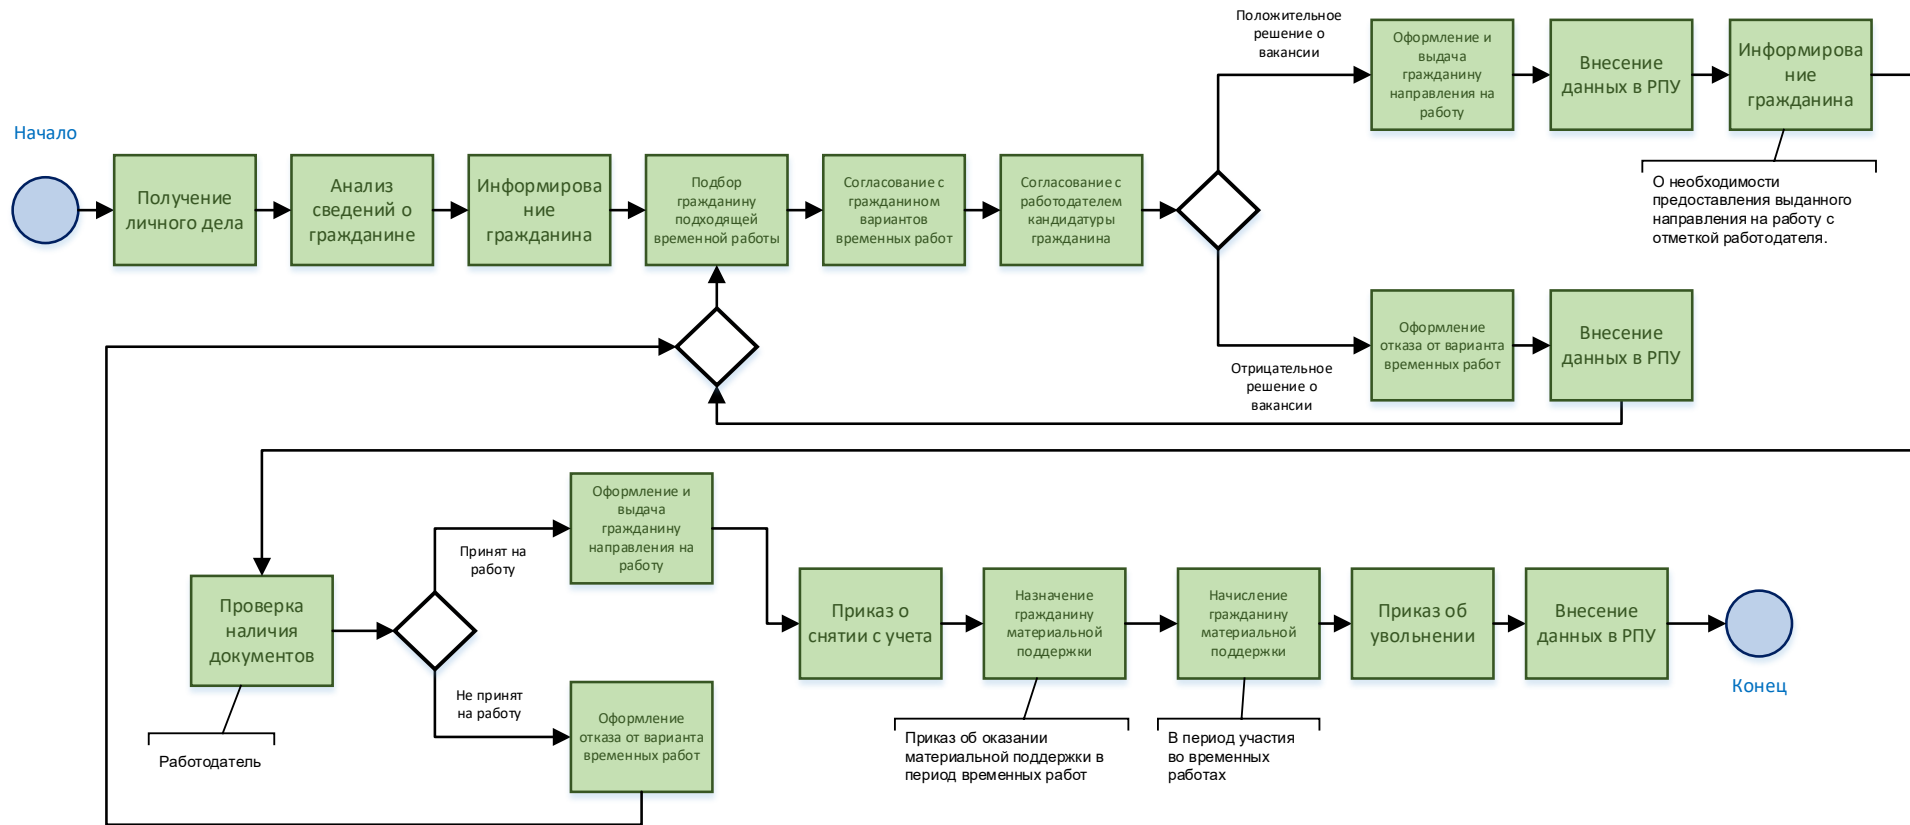 Начало
Получение
личного дела
Анализ
сведений о
гражданине
Информирова
ние
гражданина
Подбор
гражданину
подходящей
временной работы
Согласование с
гражданином
вариантов
временных работ
Согласование с
работодателем
кандидатуры
гражданина
Положительное
решение о
вакансии
Оформление и
выдача
гражданину
направления на
работу
Внесение
данных в РПУ
Информирова
ние
гражданина
О необходимости
предоставления выданного
направления на работу с
отметкой работодателя.
Отрицательное
решение о
вакансии
Оформление
отказа от варианта
временных работ
Внесение
данных в РПУ
Проверка
наличия
документов
Работодатель
Принят на
работу
Оформление и
выдача
гражданину
направления на
работу
Не принят
на работу
Оформление
отказа от варианта
временных работ
Приказ о
снятии с учета
Назначение
гражданину
материальной
поддержки
Приказ об оказании
материальной поддержки в
период временных работ
Начисление
гражданину
материальной
поддержки
В период участия
во временных
работах
Приказ об
увольнении
Внесение
данных в РПУ
Конец